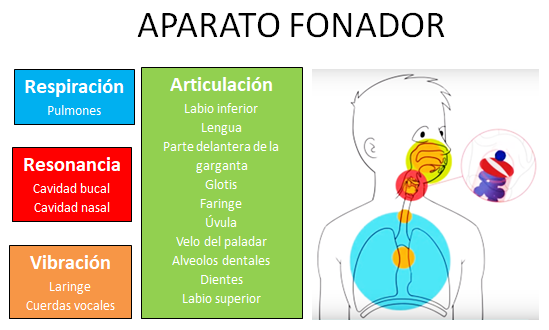 APARATO FONADOR
Respiración
Pulmones
Resonancia
Cavidad bucal
Cavidad nasal
Vibración
Laringe
Cuerdas vocales
Articulación
Labio inferior
Lengua
Parte delantera de la
garganta
Glotis
Faringe
Úvula
Velo del paladar
Alveolos dentales
Dientes
Labio superior